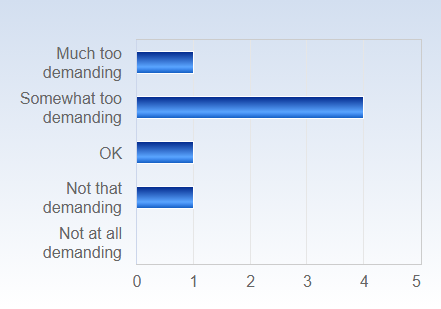 Much too
demanding
Somewhat too
demanding
OK
Not that
demanding
Not at all
demanding
0 1 2 3 4 5